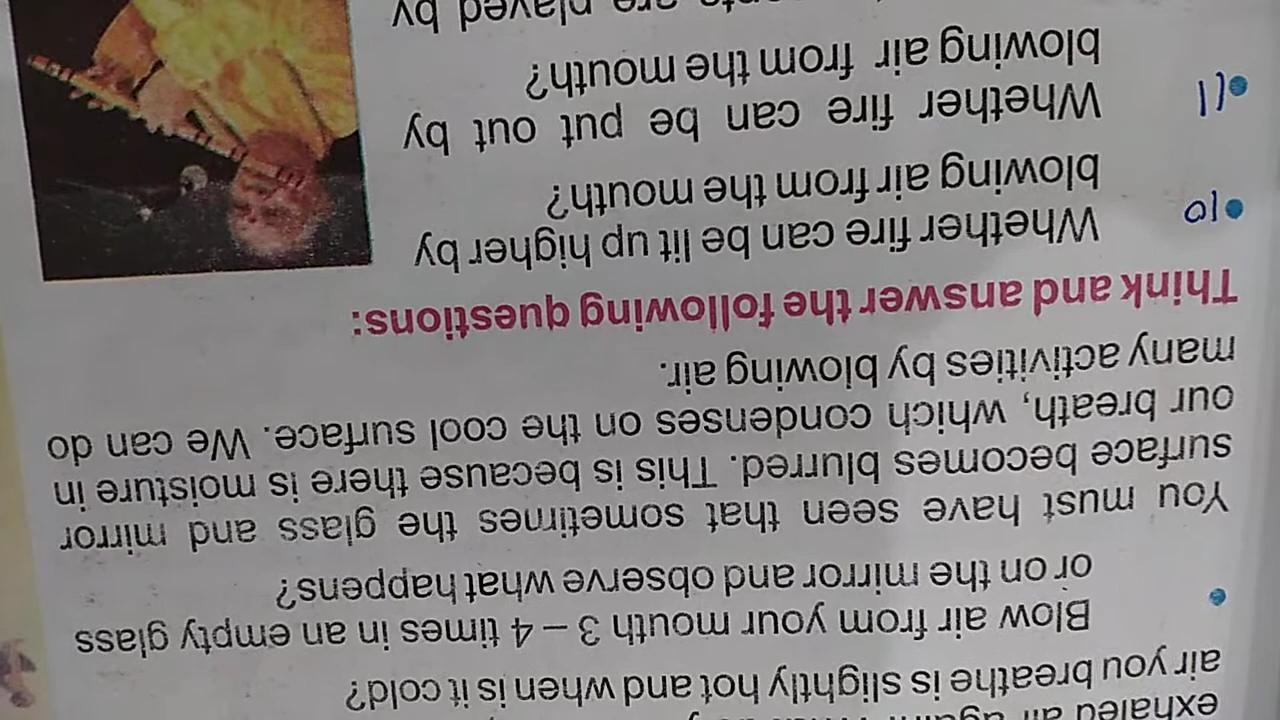 exhaled air
air you breathe is slightly hot and when is it cold?
Blow air from your mouth 3 – 4 times in an empty glass
or on the mirror and observe what happens?
You must have seen that sometimes the glass and mirror
surface becomes blurred. This is because there is moisture in
our breath, which condenses on the cool surface. We can do
many activities by blowing air.
Think and answer the following questions:
10 Whether fire can be lit up higher by
blowing air from the mouth?
11 Whether fire can be put out by
blowing air from the mouth?
are played by